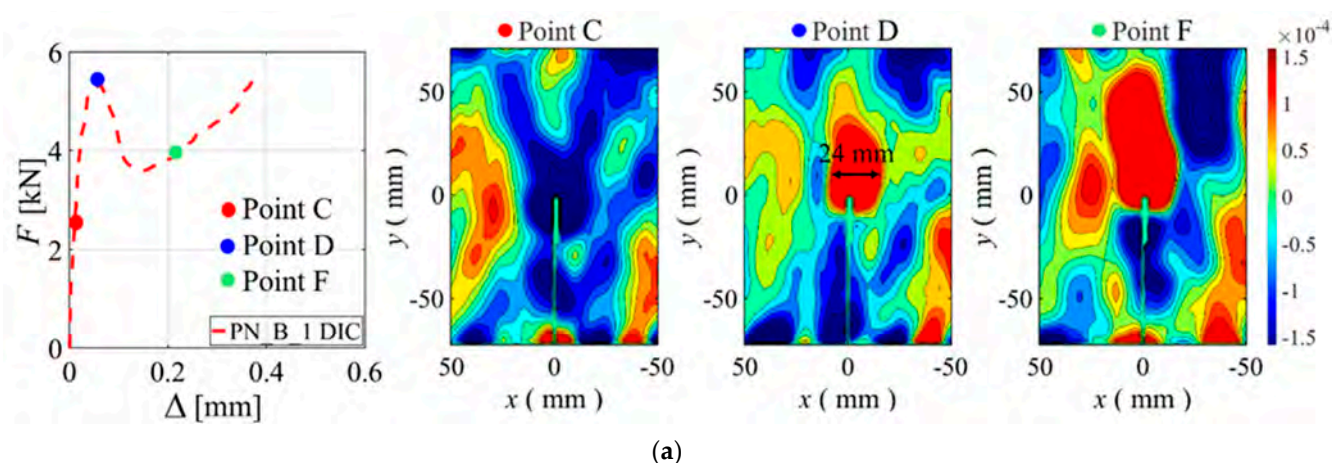 Point C
Point D
Point F
×10⁻⁴
6
4
2
0
F [kN]
Point C
Point D
Point F
PN_B_1 DIC
0
0.2
0.4
0.6
Δ [mm]
50
0
-50
y ( mm )
50
0
-50
x ( mm )
24 mm
50
0
-50
y ( mm )
50
0
-50
x ( mm )
50
0
-50
y ( mm )
50
0
-50
x ( mm )
1.5
1
0.5
0
-0.5
-1
-1.5
(a)